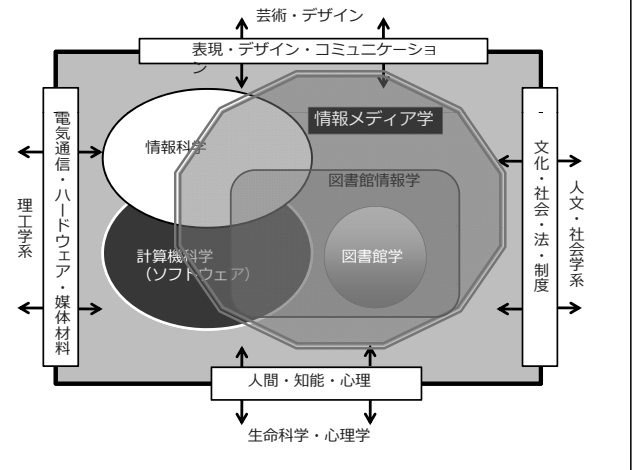 芸術・デザイン
表現・デザイン・コミュニケーショ
ン
情報メディア学
情報科学
図書館情報学
計算機科学
（ソフトウェア）
図書館学
電気通信・ハードウェア・媒体材料
理工学系
- 文化・社会・法・制度
人文・社会学系
人間・知能・心理
生命科学・心理学